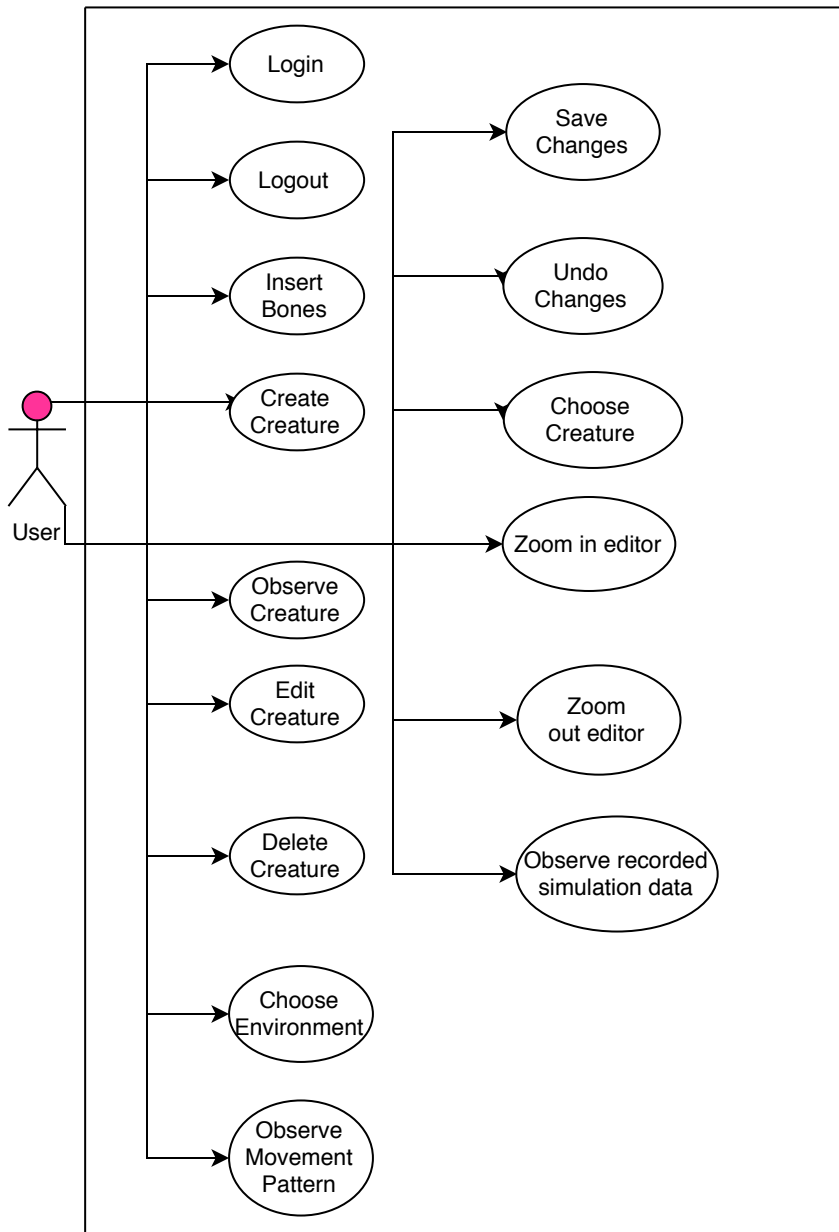 Login
Logout
Insert
Bones
Create
Creature
User
Observe
Creature
Edit
Creature
Delete
Creature
Choose
Environment
Observe
Movement
Pattern
Save
Changes
Undo
Changes
Choose
Creature
Zoom in editor
Zoom
out editor
Observe recorded
simulation data